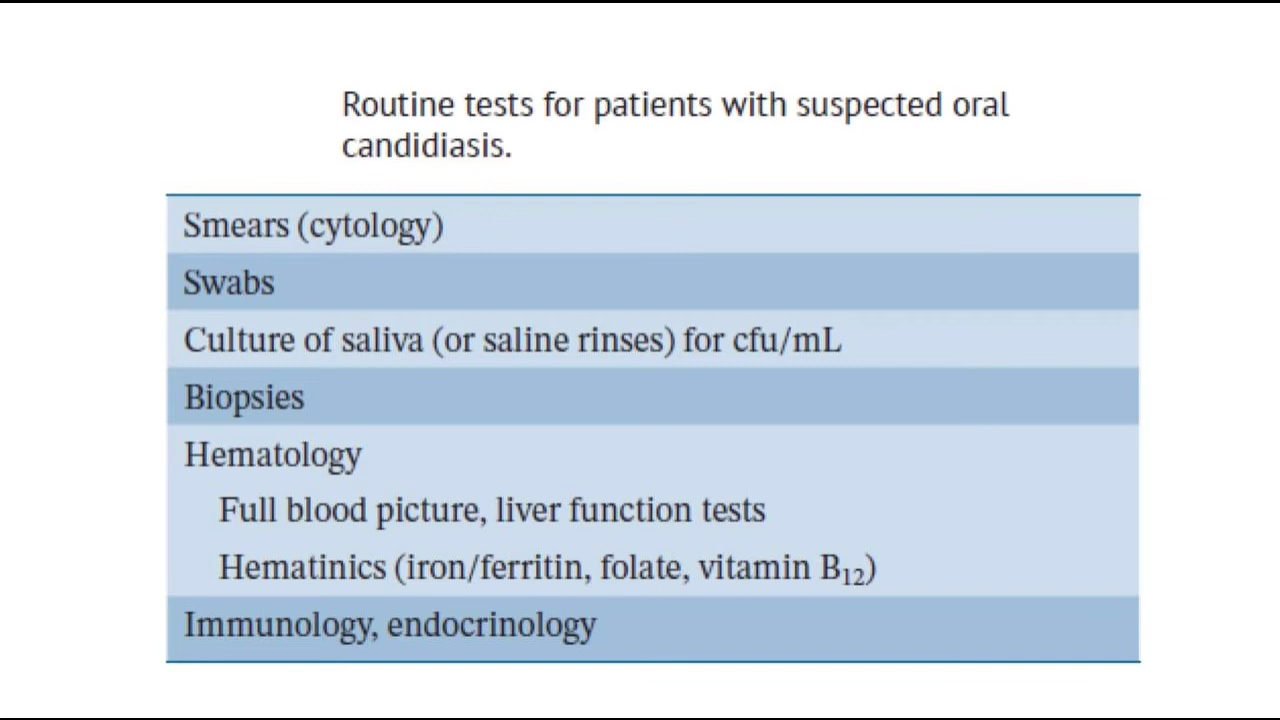 Routine tests for patients with suspected oral
candidiasis.
Smears (cytology)
Swabs
Culture of saliva (or saline rinses) for cfu/mL
Biopsies
Hematology
Full blood picture, liver function tests
Hematinics (iron/ferritin, folate, vitamin B₁₂)
Immunology, endocrinology